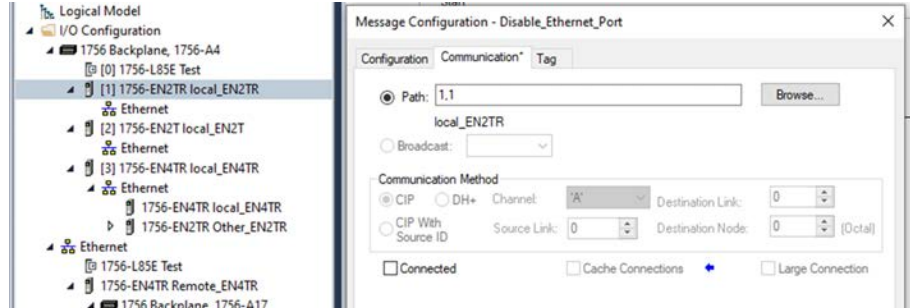 Logical Model
I/O Configuration
1756 Backplane, 1756-A4
[0] 1756-L85E Test
[1] 1756-EN2TR local_EN2TR
Ethernet
[2] 1756-EN2T local_EN2T
Ethernet
[3] 1756-EN4TR local_EN4TR
Ethernet
1756-EN4TR local_EN4TR
1756-EN2TR Other_EN2TR
Ethernet
1756-L85E Test
1756-EN4TR Remote_EN4TR
1756 Backplane, 1756-A17
Start
Message Configuration - Disable_Ethernet_Port
Configuration Communication* Tag
Path: 1,1 Browse...
local_EN2TR
Broadcast:
Communication Method
CIP DH+ Channel: 'A' Destination Link: 0
CIP With Source ID Source Link: 0 Destination Node: 0 (Octal)
Connected Cache Connections Large Connection